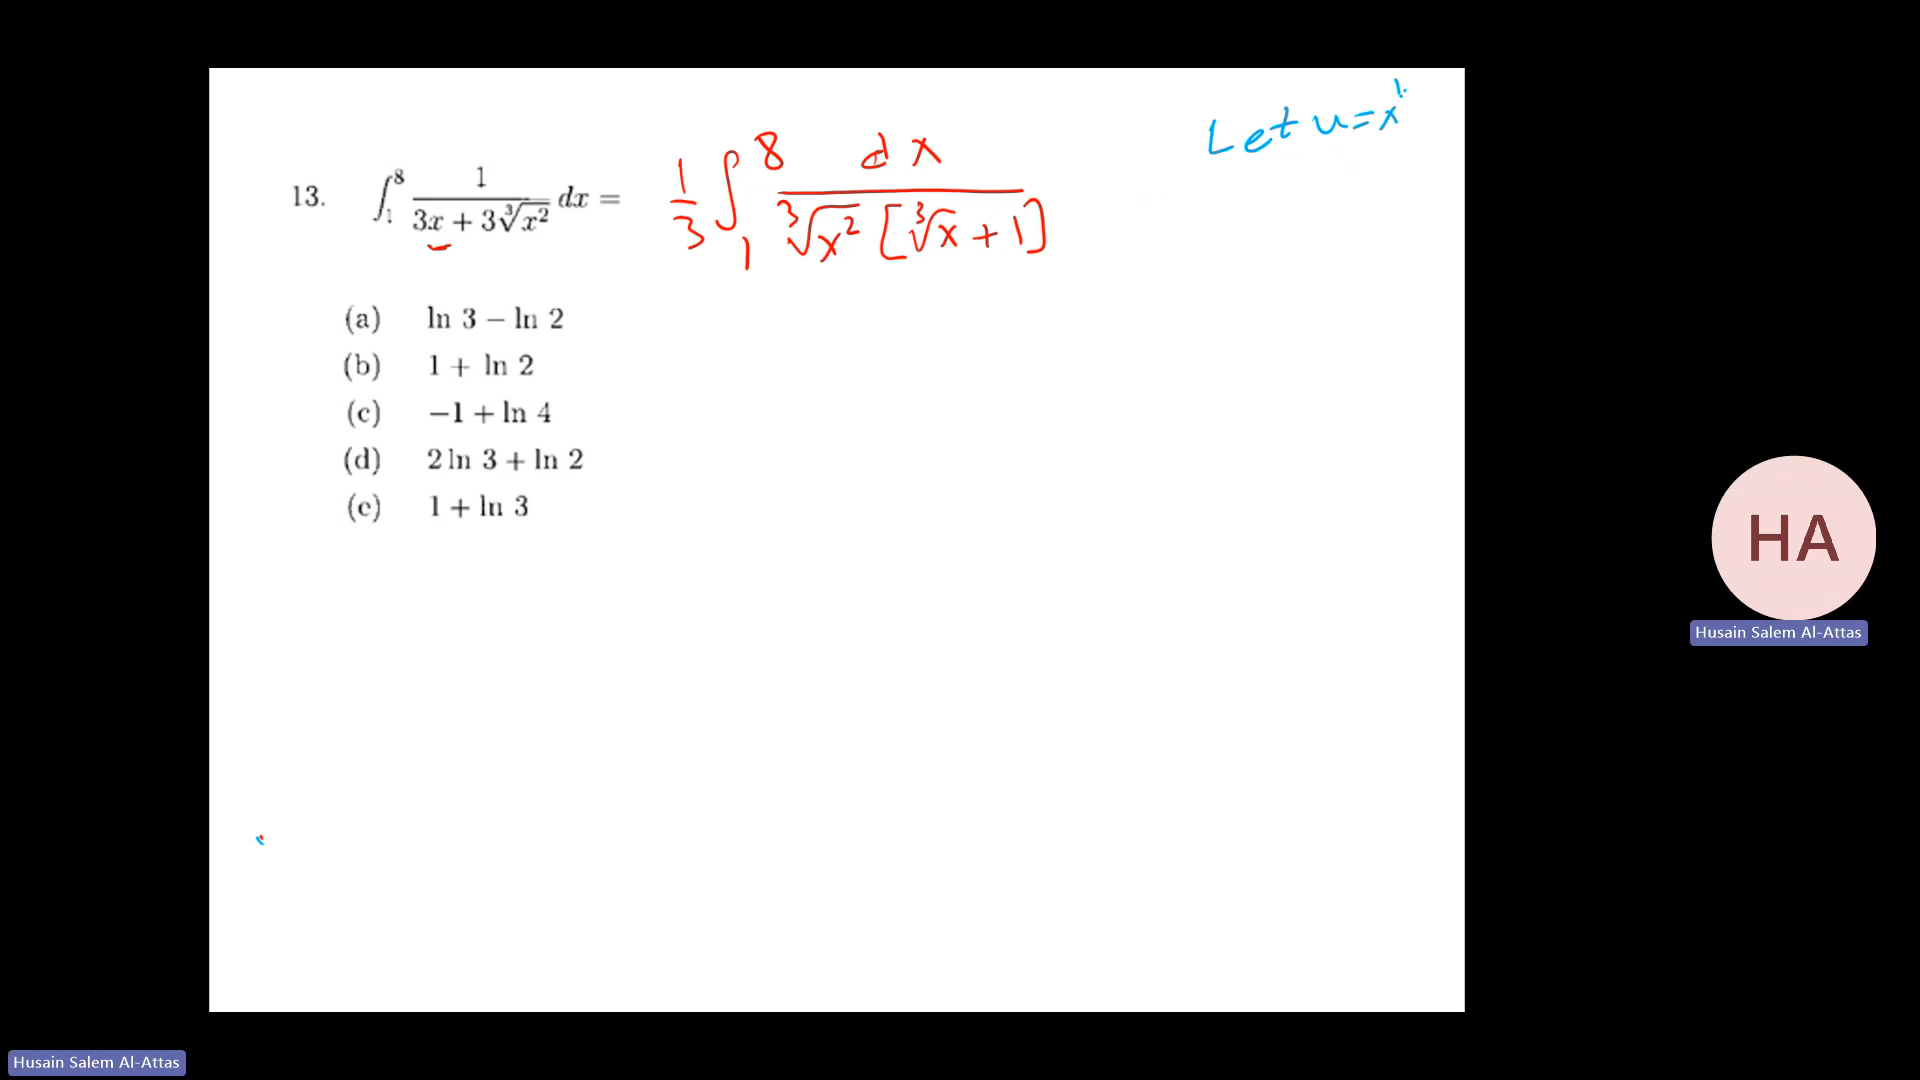 13. ∫₁⁸ 1/(3x + 3∛x²) dx = 1/3 ∫₁⁸ dx/(∛x² [∛x + 1])
Let u = x
(a) ln 3 – ln 2
(b) 1 + ln 2
(c) –1 + ln 4
(d) 2 ln 3 + ln 2
(e) 1 + ln 3
HA
Husain Salem Al-Attas
Husain Salem Al-Attas